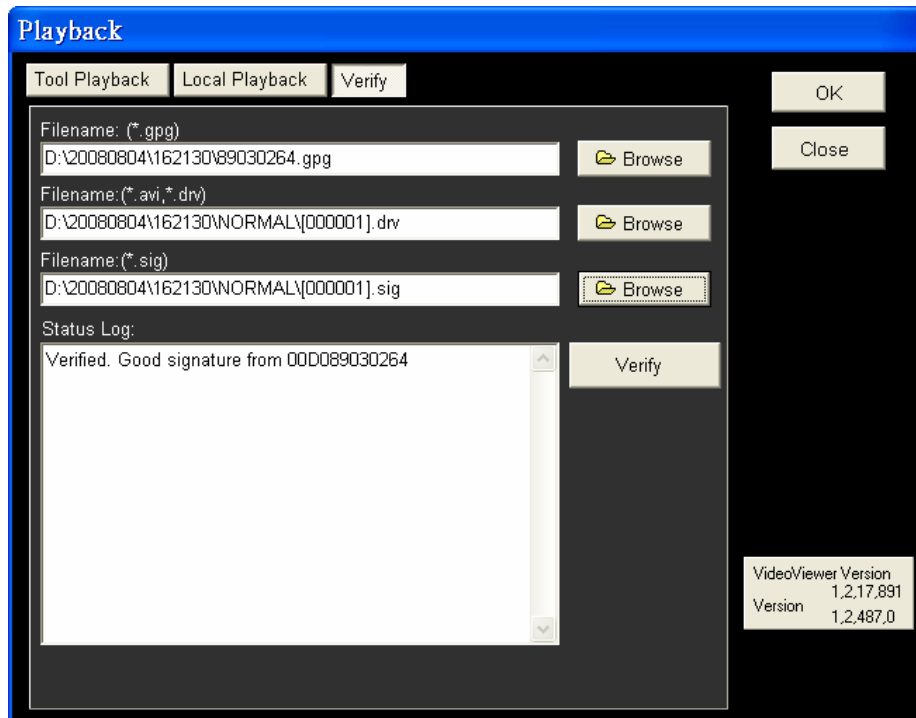 Playback
Tool Playback
Local Playback
Verify
OK
Close
Filename: (*.gpg)
D:\20080804\162130\89030264.gpg
Browse
Filename:(*.avi,*.drv)
D:\20080804\162130\NORMAL\[000001].drv
Browse
Filename:(*.sig)
D:\20080804\162130\NORMAL\[000001].sig
Browse
Status Log:
Verified. Good signature from 00D089030264
Verify
VideoViewer Version
1,2,17,891
Version
1,2,487,0